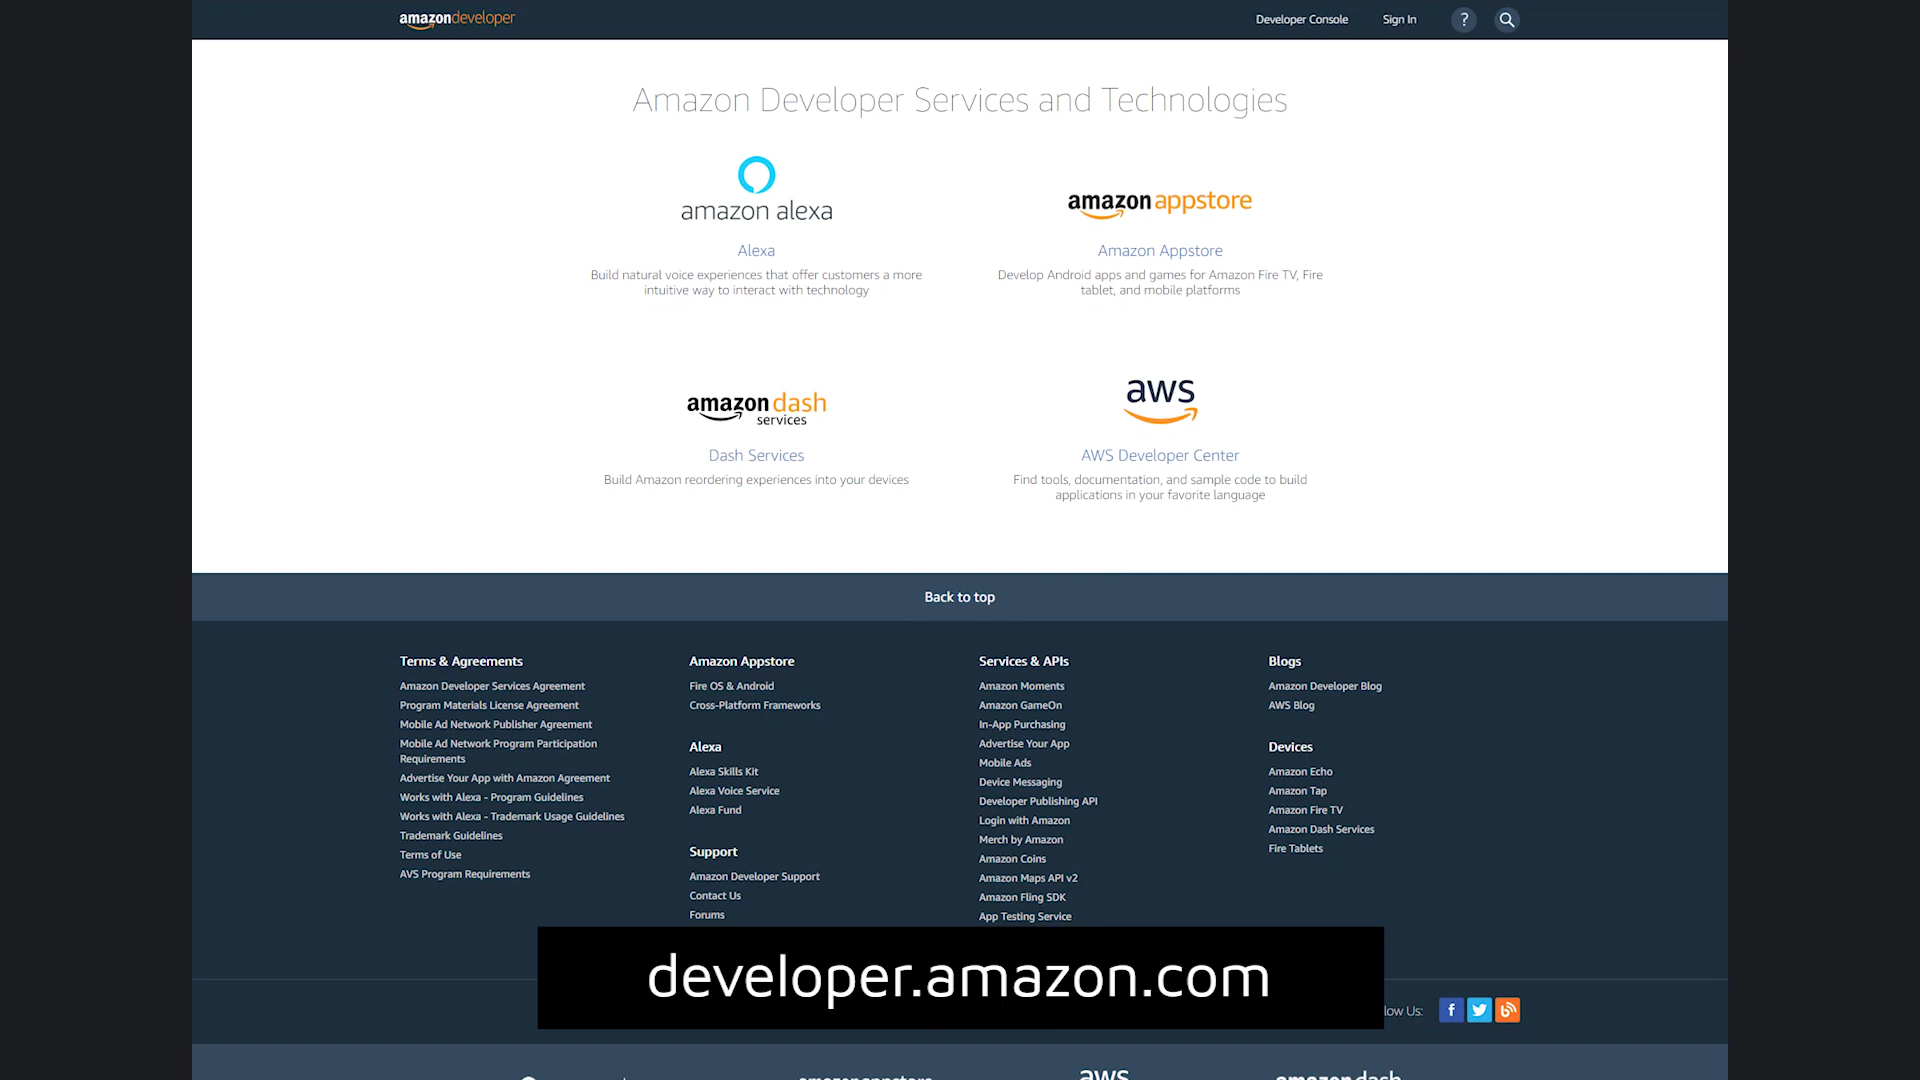 amazondeveloper
Developer Console
Sign In
?
Amazon Developer Services and Technologies
amazon alexa
Alexa
Build natural voice experiences that offer customers a more
intuitive way to interact with technology
amazon appstore
Amazon Appstore
Develop Android apps and games for Amazon Fire TV, Fire
tablet, and mobile platforms
amazon dash
services
Dash Services
Build Amazon reordering experiences into your devices
aws
AWS Developer Center
Find tools, documentation, and sample code to build
applications in your favorite language
Back to top
Terms & Agreements
Amazon Developer Services Agreement
Program Materials License Agreement
Mobile Ad Network Publisher Agreement
Mobile Ad Network Program Participation
Requirements
Advertise Your App with Amazon Agreement
Works with Alexa - Program Guidelines
Works with Alexa - Trademark Usage Guidelines
Trademark Guidelines
Terms of Use
AVS Program Requirements
Amazon Appstore
Fire OS & Android
Cross-Platform Frameworks
Alexa
Alexa Skills Kit
Alexa Voice Service
Alexa Fund
Support
Amazon Developer Support
Contact Us
Forums
Services & APIs
Amazon Moments
Amazon GameOn
In-App Purchasing
Advertise Your App
Mobile Ads
Device Messaging
Developer Publishing API
Login with Amazon
Merch by Amazon
Amazon Coins
Amazon Maps API v2
Amazon Fling SDK
App Testing Service
Blogs
Amazon Developer Blog
AWS Blog
Devices
Amazon Echo
Amazon Tap
Amazon Fire TV
Amazon Dash Services
Fire Tablets
developer.amazon.com
low Us:
aws
amazon dash